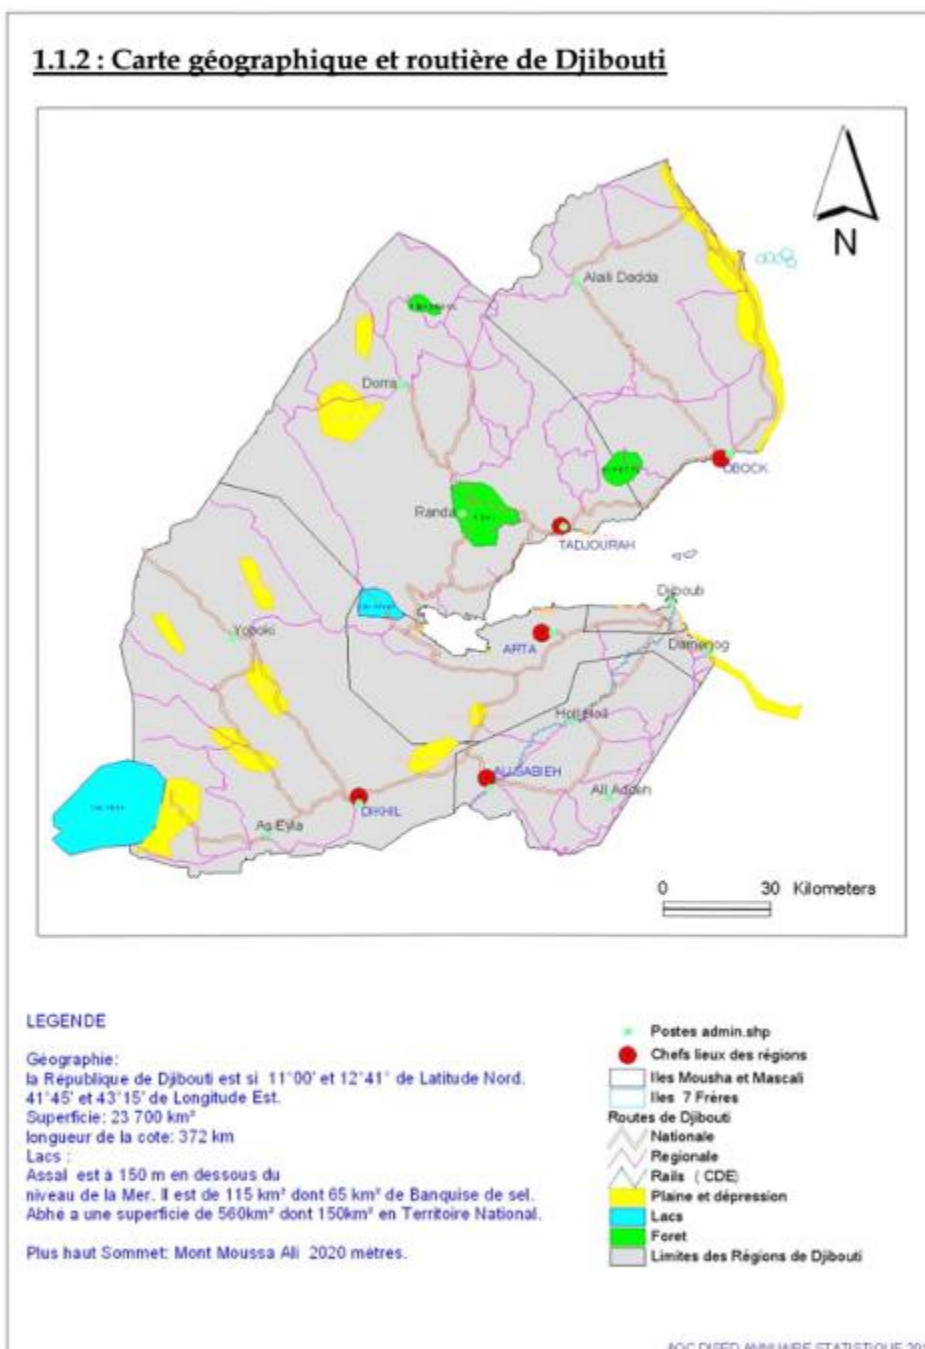 1.1.2 : Carte géographique et routière de Djibouti
N
Alaili Dadda
Dorra
OBOCK
Randa
TADJOURAH
Djiboub
Yoboki
ARTA
Damerjog
Holl Holl
ALI SABIEH
Ali Addeh
DIKHIL
As Eyla
0 30 Kilometers
LEGENDE
Géographie:
la République de Djibouti est si 11°00' et 12°41° de Latitude Nord.
41°45' et 43°15' de Longitude Est.
Superficie: 23 700 km²
longueur de la cote: 372 km
Lacs :
Assal est à 150 m en dessous du
niveau de la Mer. Il est de 115 km² dont 65 km² de Banquise de sel.
Abhé a une superficie de 560km² dont 150km² en Territoire National.
Plus haut Sommet: Mont Moussa Ali 2020 mètres.
Postes admin.shp
Chefs lieux des régions
Iles Mousha et Mascali
Iles 7 Frères
Routes de Djibouti
Nationale
Regionale
Rails ( CDE)
Plaine et dépression
Lacs
Foret
Limites des Régions de Djibouti